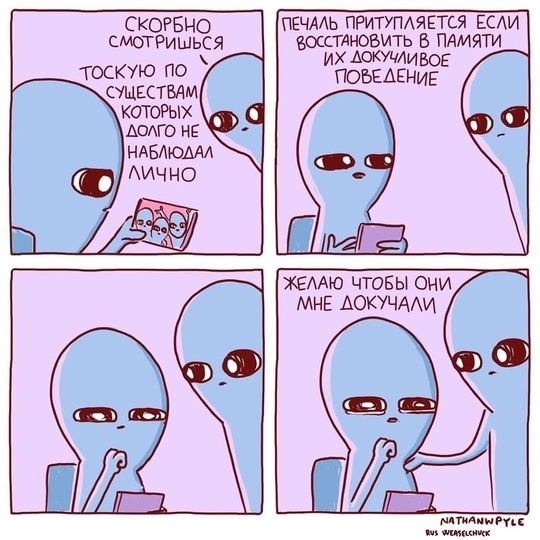 СКОРБНО
СМОТРИШЬСЯ
ТОСКУЮ ПО
СУЩЕСТВАМ
КОТОРЫХ
ДОЛГО НЕ
НАБЛЮДАЛ
ЛИЧНО
ПЕЧАЛЬ ПРИТУПЛЯЕТСЯ ЕСЛИ
ВОССТАНОВИТЬ В ПАМЯТИ
ИХ ДОКУЧЛИВОЕ
ПОВЕДЕНИЕ
ЖЕЛАЮ ЧТОБЫ ОНИ
МНЕ ДОКУЧАЛИ
NATHANWPYLE
RUS WEASELCHUCK